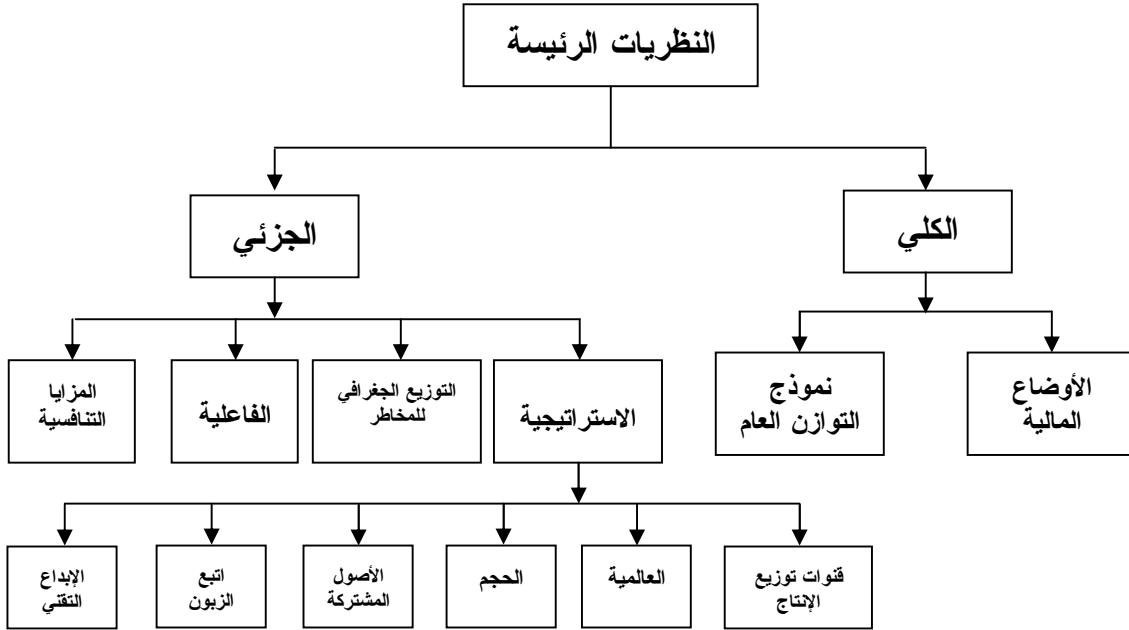 النظريات الرئيسة
الكلي
الجزئي
الأوضاع
المالية
نموذج
التوازن العام
الاستراتيجية
التوزيع الجغرافي
للمخاطر
الفاعلية
المزايا
التنافسية
قنوات توزيع
الإنتاج
العالمية
الحجم
الأصول
المشتركة
اتبع
الزبون
الإبداع
التقني